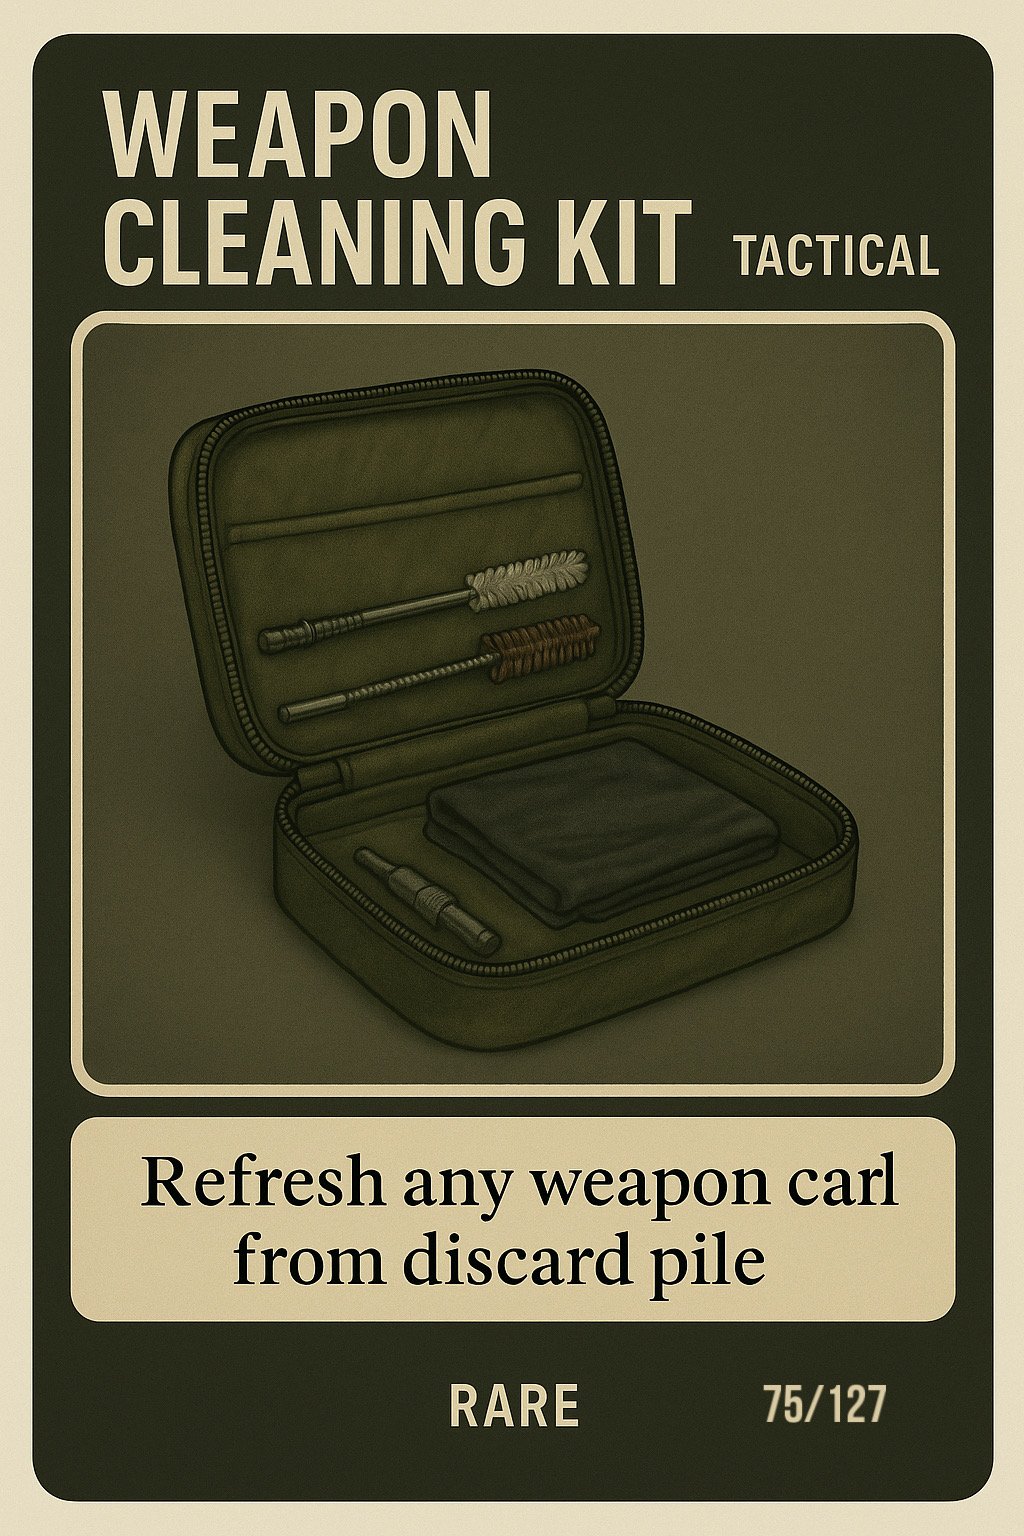 WEAPON
CLEANING KIT TACTICAL
Refresh any weapon carl
from discard pile
RARE 75/127